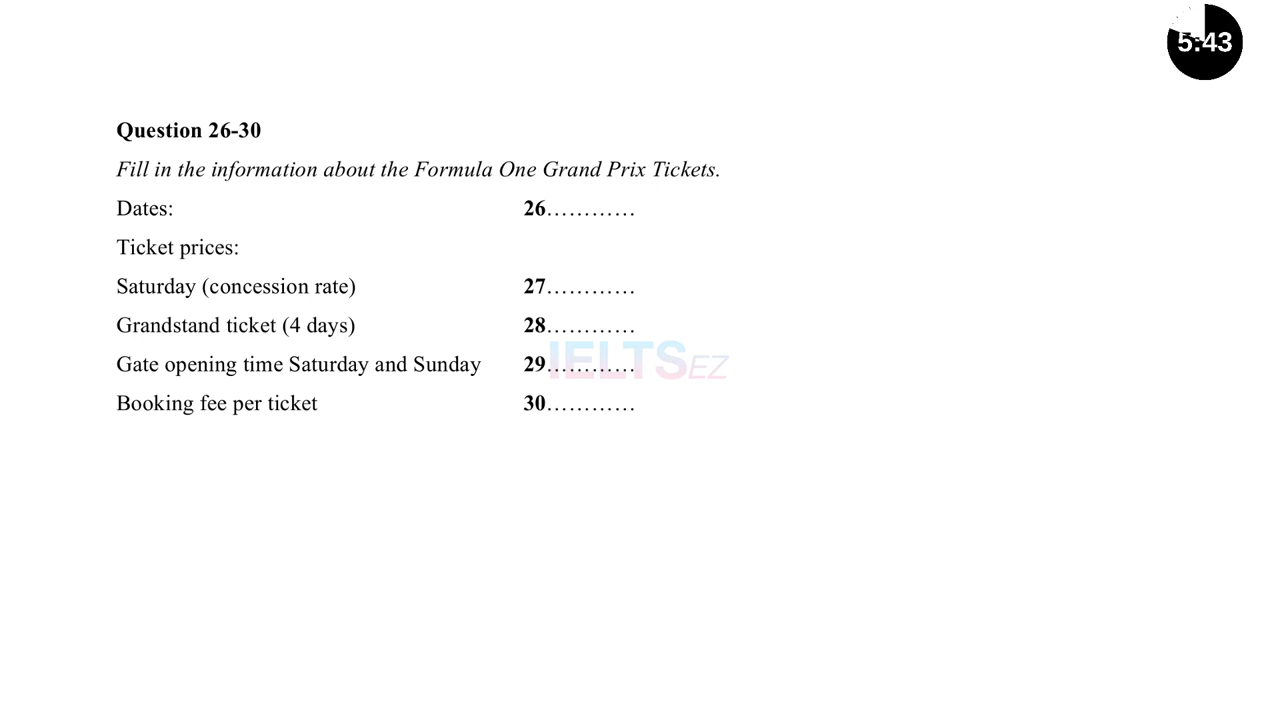 5:43
Question 26-30
Fill in the information about the Formula One Grand Prix Tickets.
Dates: 26…………
Ticket prices:
Saturday (concession rate) 27…………
Grandstand ticket (4 days) 28…………
Gate opening time Saturday and Sunday 29…………
IELTSEZ
Booking fee per ticket 30…………